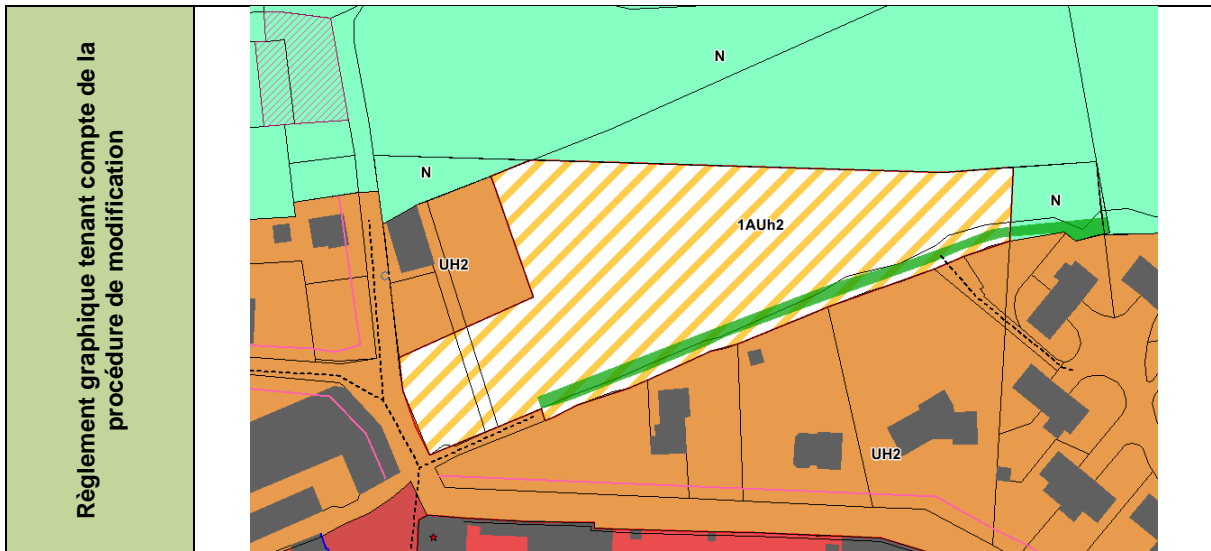 Règlement graphique tenant compte de la
procédure de modification
N
N
N
1AUh2
UH2
UH2